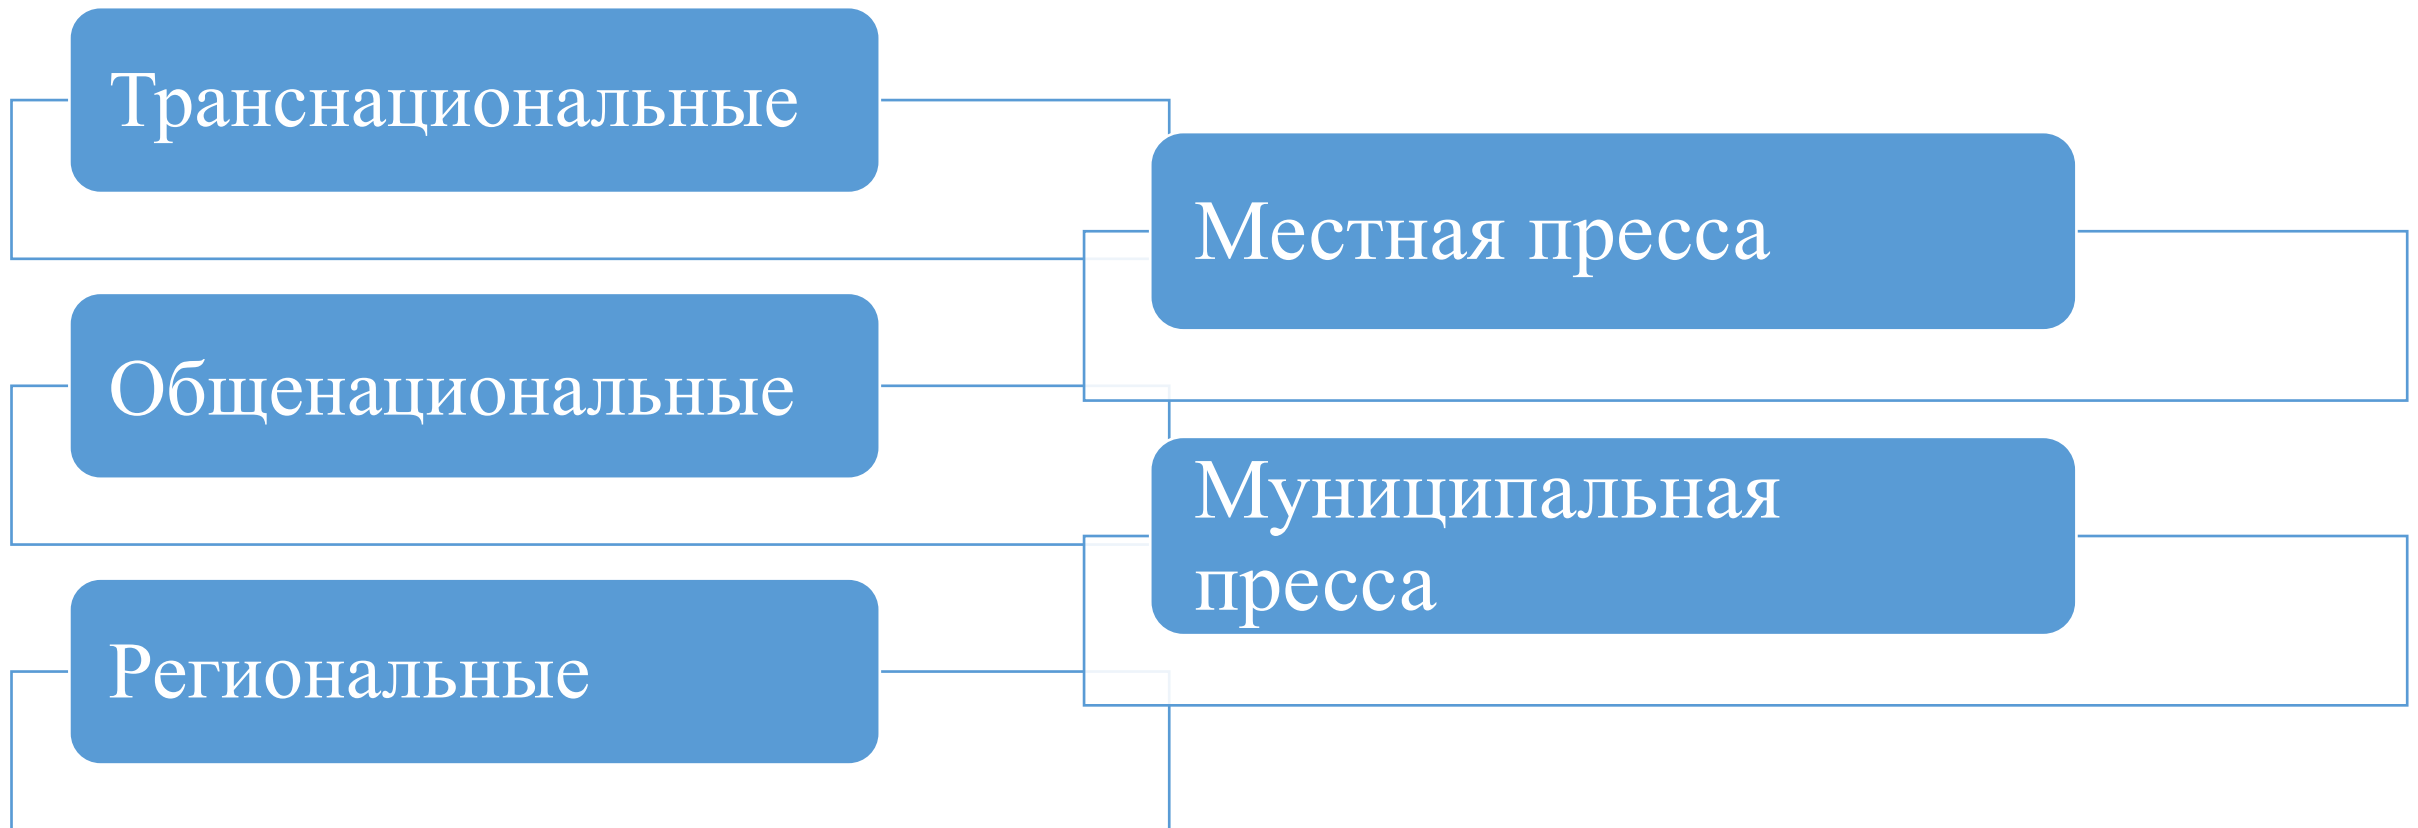 Транснациональные
Общенациональные
Региональные
Местная пресса
Муниципальная
пресса